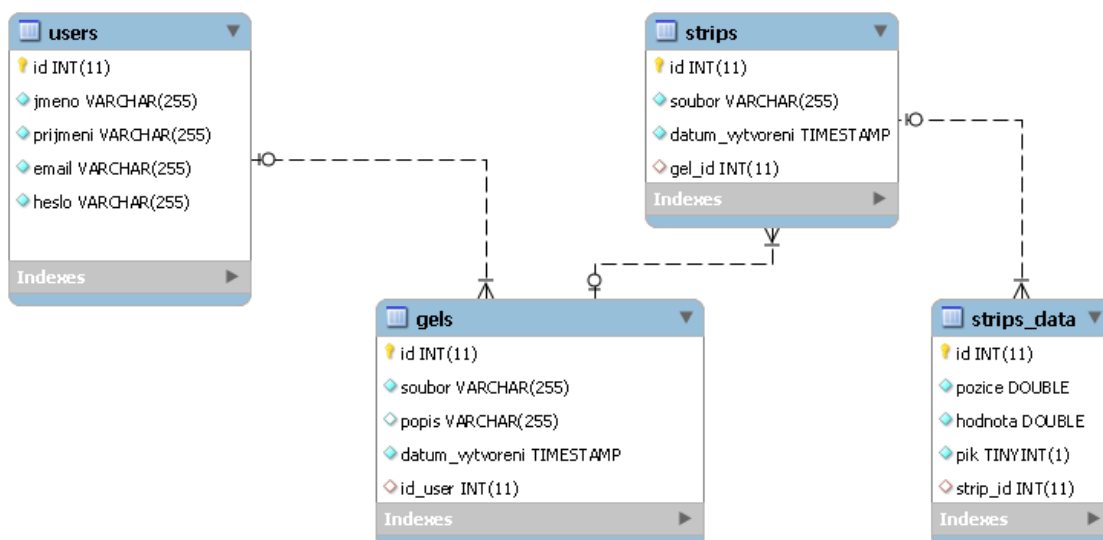 users
id INT(11)
jmeno VARCHAR(255)
prijmeni VARCHAR(255)
email VARCHAR(255)
heslo VARCHAR(255)
Indexes
strips
id INT(11)
soubor VARCHAR(255)
datum_vytvoreni TIMESTAMP
gel_id INT(11)
Indexes
gels
id INT(11)
soubor VARCHAR(255)
popis VARCHAR(255)
datum_vytvoreni TIMESTAMP
id_user INT(11)
Indexes
strips_data
id INT(11)
pozice DOUBLE
hodnota DOUBLE
pik TINYINT(1)
strip_id INT(11)
Indexes